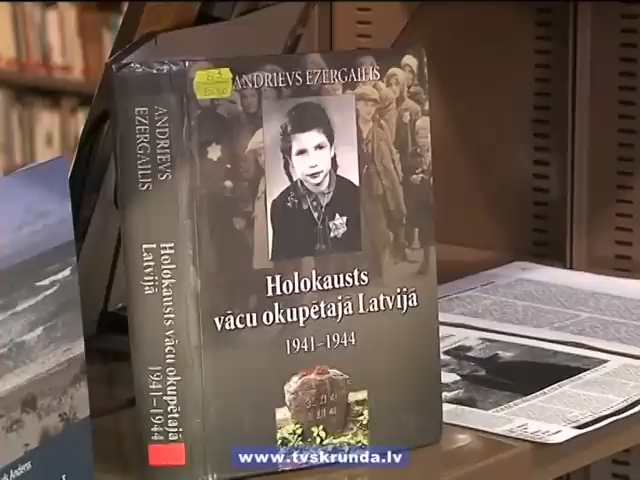 ANDRIEVS EZERGAILIS
Holokausts
vācu okupētajā Latvijā
1941–1944
ANDRIEVS
EZERGAILIS
Holokausts vācu okupētajā
Latvijā
1941–1944
www.tvskrunda.lv